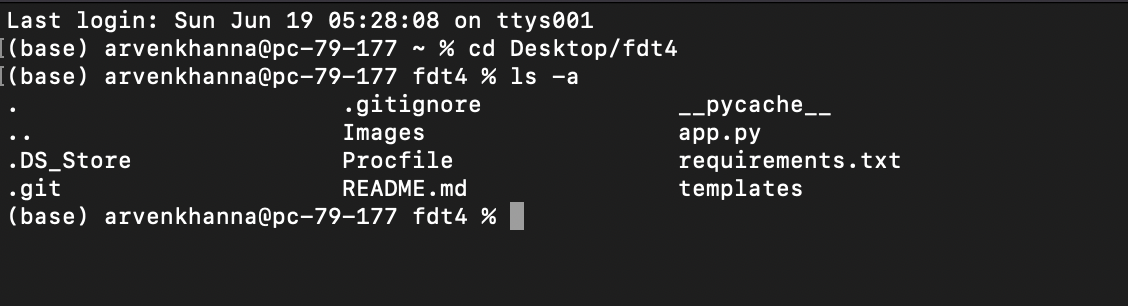 Last login: Sun Jun 19 05:28:08 on ttys001
[(base) arvenkhanna@pc-79-177 ~ % cd Desktop/fdt4
[(base) arvenkhanna@pc-79-177 fdt4 % ls -a
. .gitignore __pycache__
.. Images app.py
.DS_Store Procfile requirements.txt
.git README.md templates
(base) arvenkhanna@pc-79-177 fdt4 %